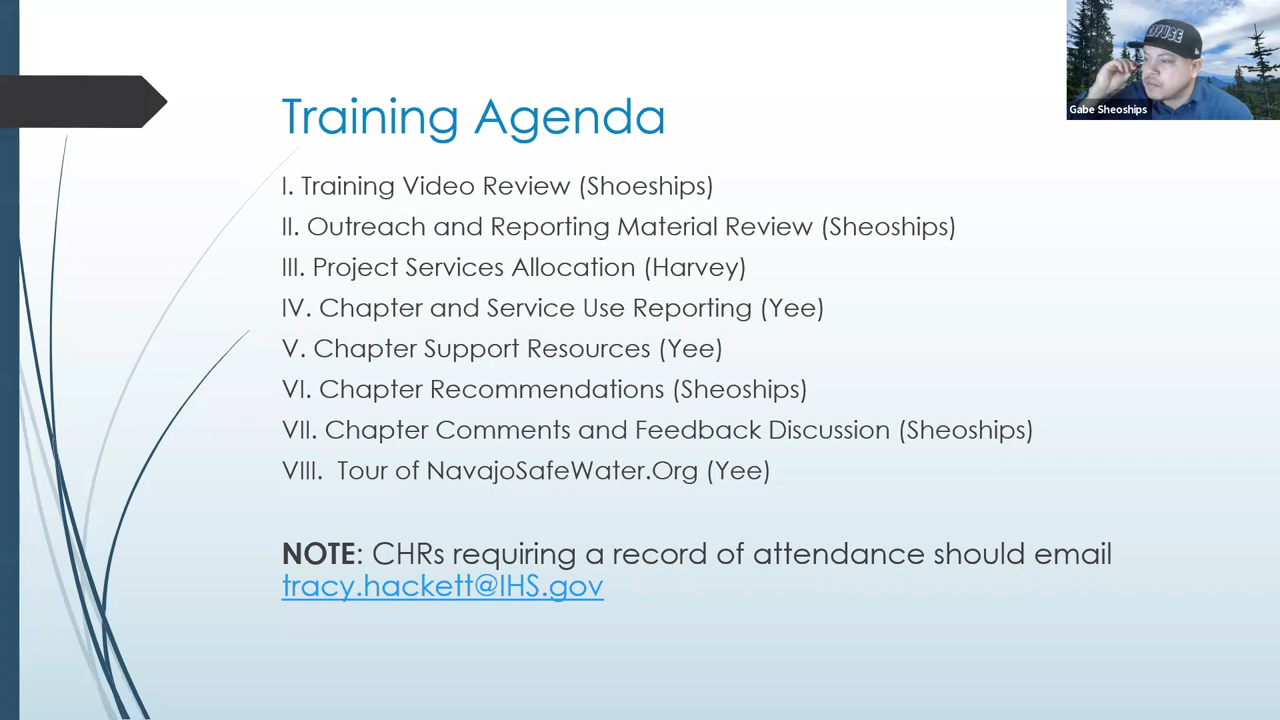 Training Agenda
I. Training Video Review (Shoeships)
II. Outreach and Reporting Material Review (Sheoships)
III. Project Services Allocation (Harvey)
IV. Chapter and Service Use Reporting (Yee)
V. Chapter Support Resources (Yee)
VI. Chapter Recommendations (Sheoships)
VII. Chapter Comments and Feedback Discussion (Sheoships)
VIII.  Tour of NavajoSafeWater.Org (Yee)
NOTE: CHRs requiring a record of attendance should email
tracy.hackett@IHS.gov
Gabe Sheoships